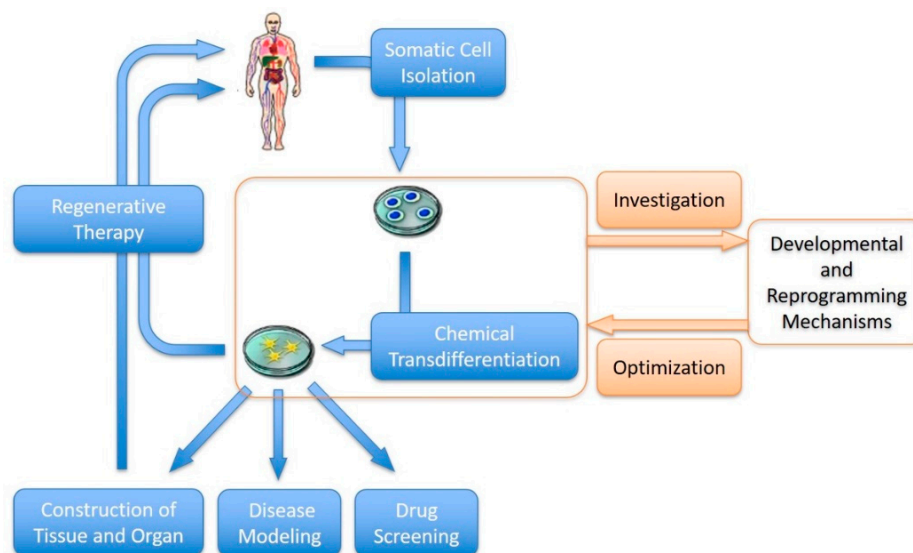 Somatic Cell
Isolation
Regenerative
Therapy
Investigation
Developmental
and
Reprogramming
Mechanisms
Chemical
Transdifferentiation
Optimization
Construction of
Tissue and Organ
Disease
Modeling
Drug
Screening